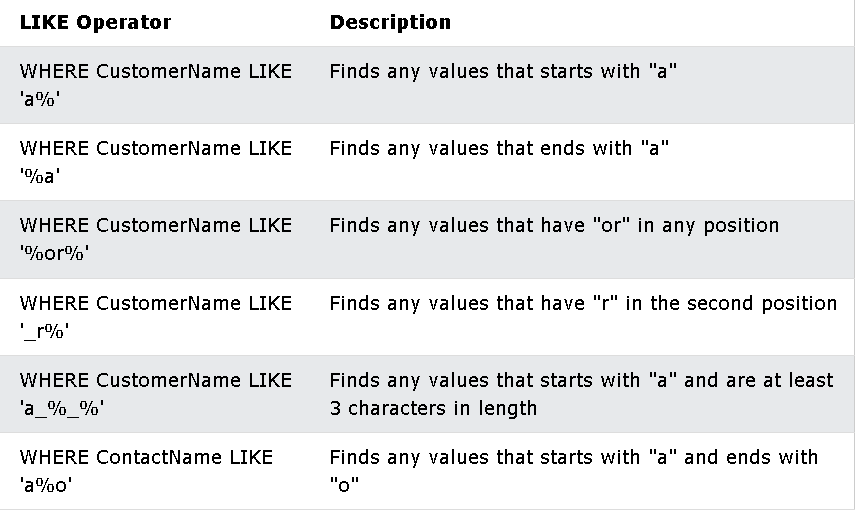 LIKE Operator Description
WHERE CustomerName LIKE Finds any values that starts with "a"
'a%'
WHERE CustomerName LIKE Finds any values that ends with "a"
'%a'
WHERE CustomerName LIKE Finds any values that have "or" in any position
'%or%'
WHERE CustomerName LIKE Finds any values that have "r" in the second position
'_r%'
WHERE CustomerName LIKE Finds any values that starts with "a" and are at least
'a_%_%' 3 characters in length
WHERE ContactName LIKE Finds any values that starts with "a" and ends with
'a%o' "o"